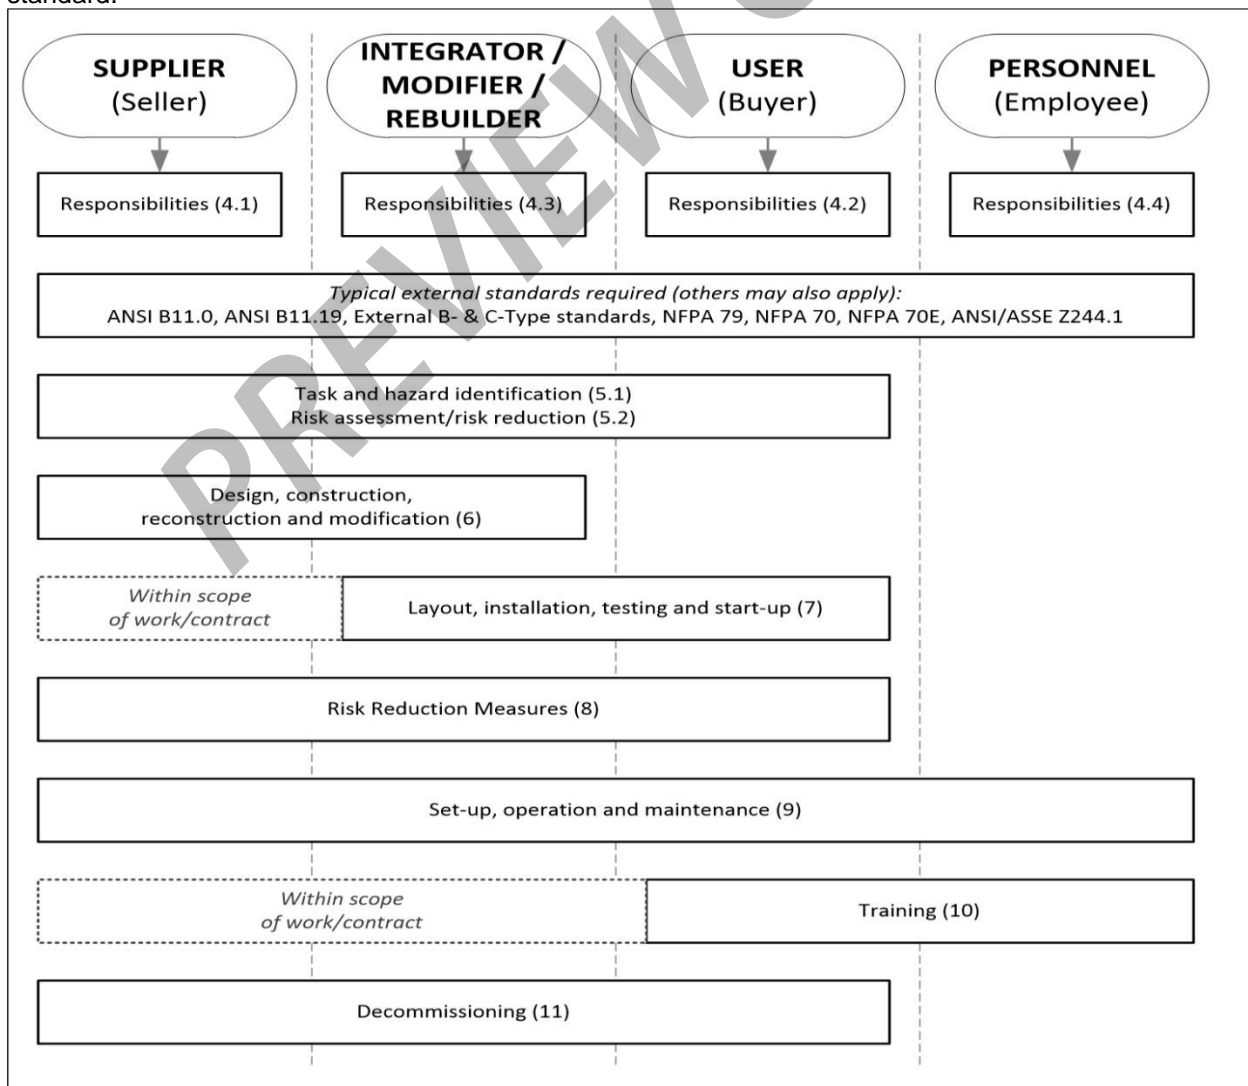 standard.
SUPPLIER
(Seller)
INTEGRATOR /
MODIFIER /
REBUILDER
USER
(Buyer)
PERSONNEL
(Employee)
Responsibilities (4.1)
Responsibilities (4.3)
Responsibilities (4.2)
Responsibilities (4.4)
Typical external standards required (others may also apply):
ANSI B11.0, ANSI B11.19, External B- & C-Type standards, NFPA 79, NFPA 70, NFPA 70E, ANSI/ASSE Z244.1
Task and hazard identification (5.1)
Risk assessment/risk reduction (5.2)
Design, construction,
reconstruction and modification (6)
Within scope
of work/contract
Layout, installation, testing and start-up (7)
Risk Reduction Measures (8)
Set-up, operation and maintenance (9)
Within scope
of work/contract
Training (10)
Decommissioning (11)
PREVIEW